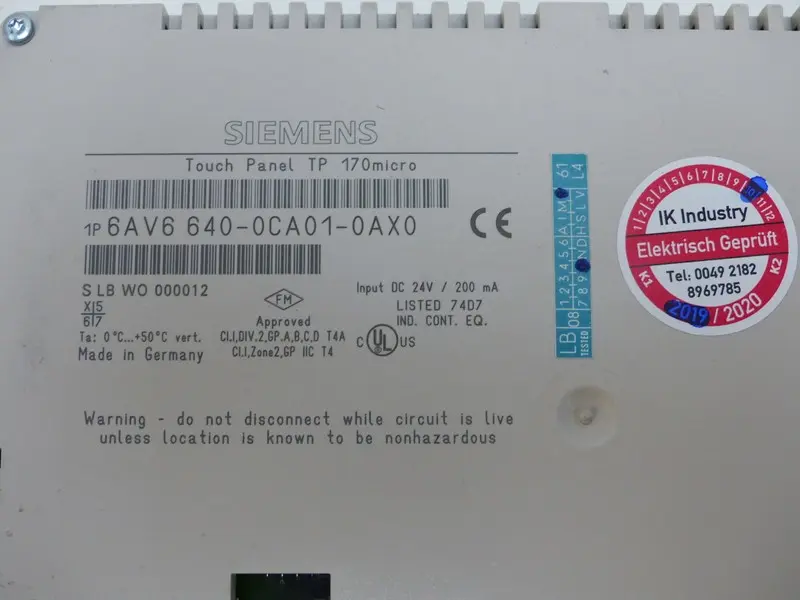 SIEMENS
Touch Panel TP 170micro
1P 6AV6 640-0CA01-0AX0
CE
S LB WO 000012
X|5
6|7
Ta: 0°C...+50°C vert.
Made in Germany
FM
Approved
Cl.I,DIV.2,GP.A,B,C,D T4A
Cl.I,Zone2,GP IIC T4
Input DC 24V / 200 mA
LISTED 74D7
IND. CONT. EQ.
C UL US
Warning - do not disconnect while circuit is live
unless location is known to be nonhazardous
LB
TESTED
08
1 2 3 4 5 6 A
M
61
7 8 9
N D H S
V L4
1 2 3 4 5 6 7 8 9 10 11 12
IK Industry
Elektrisch Geprüft
Tel: 0049 2182
8969785
K1
K2
2019 / 2020